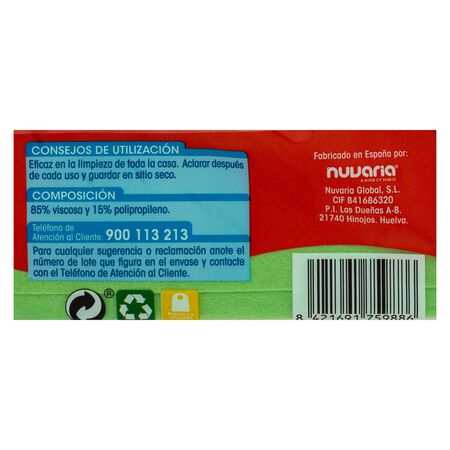 CONSEJOS DE UTILIZACIÓN
Eficaz en la limpieza de toda la casa. Aclarar después
de cada uso y guardar en sitio seco.
COMPOSICIÓN
85% viscosa y 15% polipropileno.
Teléfono de
Atención al Cliente: 900 113 213
Para cualquier sugerencia o reclamación anote el
número de lote que figura en el envase y contacte
con el Teléfono de Atención al Cliente.
®
Fabricado en España por:
nuvaria
A KIND OF MAGIC
Nuvaria Global, S.L.
CIF B41686320
P.I. Las Dueñas A-8.
21740 Hinojos. Huelva.
8 421691 759886